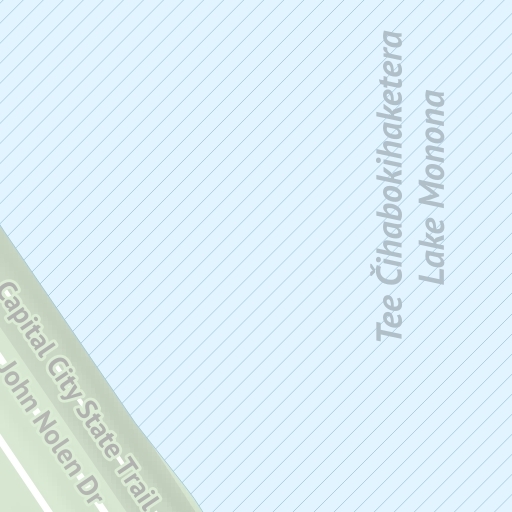 Tee Čihabokihaketera
Lake Monona
Capital City State Trail
John Nolen Dr